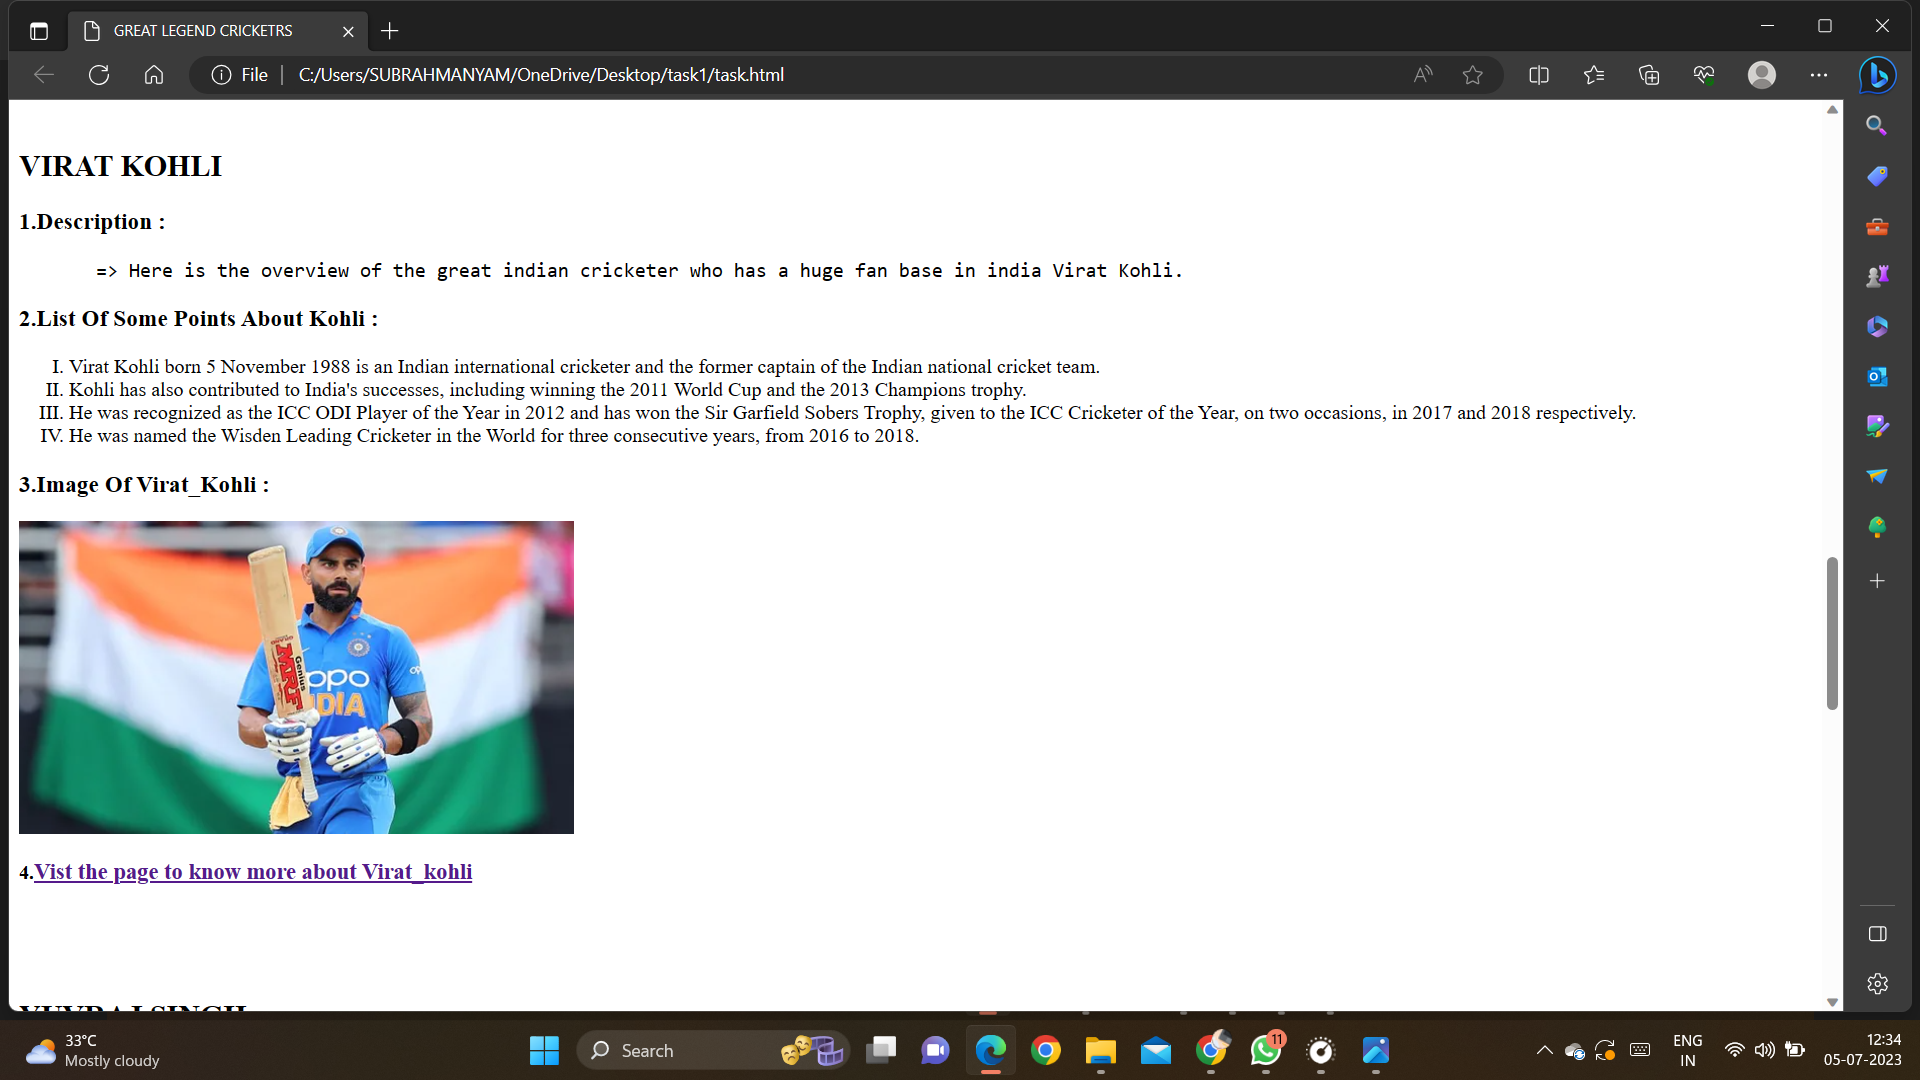 GREAT LEGEND CRICKETRS
File
C:/Users/SUBRAHMANYAM/OneDrive/Desktop/task1/task.html
VIRAT KOHLI
1.Description :
=> Here is the overview of the great indian cricketer who has a huge fan base in india Virat Kohli.
2.List Of Some Points About Kohli :
I. Virat Kohli born 5 November 1988 is an Indian international cricketer and the former captain of the Indian national cricket team.
II. Kohli has also contributed to India's successes, including winning the 2011 World Cup and the 2013 Champions trophy.
III. He was recognized as the ICC ODI Player of the Year in 2012 and has won the Sir Garfield Sobers Trophy, given to the ICC Cricketer of the Year, on two occasions, in 2017 and 2018 respectively.
IV. He was named the Wisden Leading Cricketer in the World for three consecutive years, from 2016 to 2018.
3.Image Of Virat_Kohli :
Genius
MRF
oppo
4.Vist the page to know more about Virat_kohli
YUVRAJ SINGH
33°C
Mostly cloudy
Search
11
ENG
IN
12:34
05-07-2023